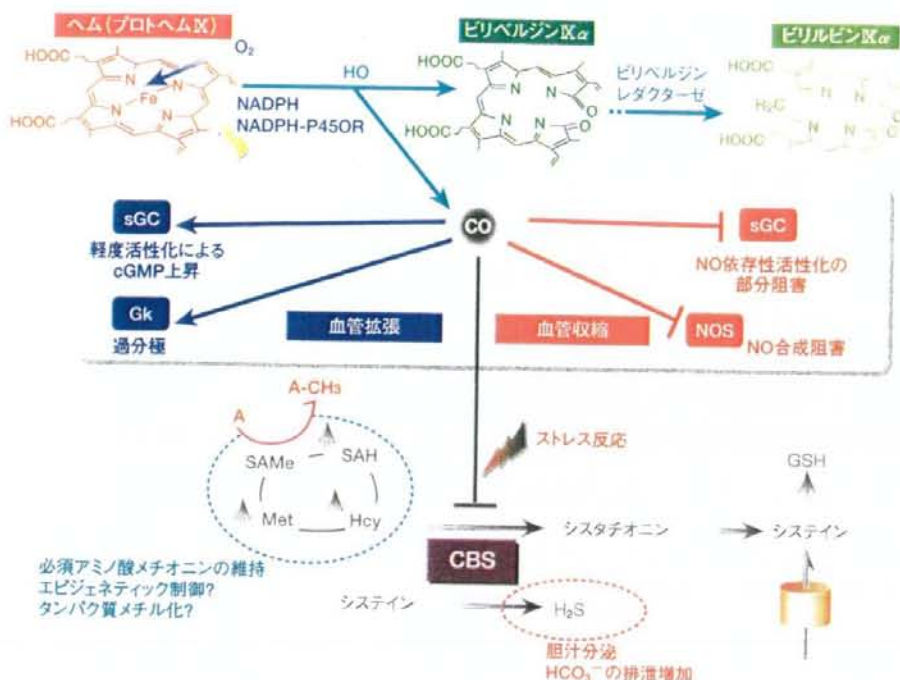 ヘム(プロトヘムⅨ)
ビリベルジンⅨα
ビリルビンⅨα
O₂
HOOC
HOOC
N
N
N
N
Fe
NADPH
NADPH-P450R
HO
HOOC
HOOC
N
N
N
N
O
O
ビリベルジン
レダクターゼ
HOOC
H₂C
HOOC
N
N
N
N
O
sGC
軽度活性化による
cGMP上昇
CO
sGC
NO依存性活性化の
部分阻害
Gk
過分極
血管拡張
血管収縮
NOS
NO合成阻害
A
A-CH₃
SAMe
SAH
Met
Hcy
ストレス反応
GSH
シスタチオニン
システイン
CBS
必須アミノ酸メチオニンの維持
エピジェネティック制御?
タンパク質メチル化?
システイン
H₂S
胆汁分泌
HCO₃⁻の排泄増加